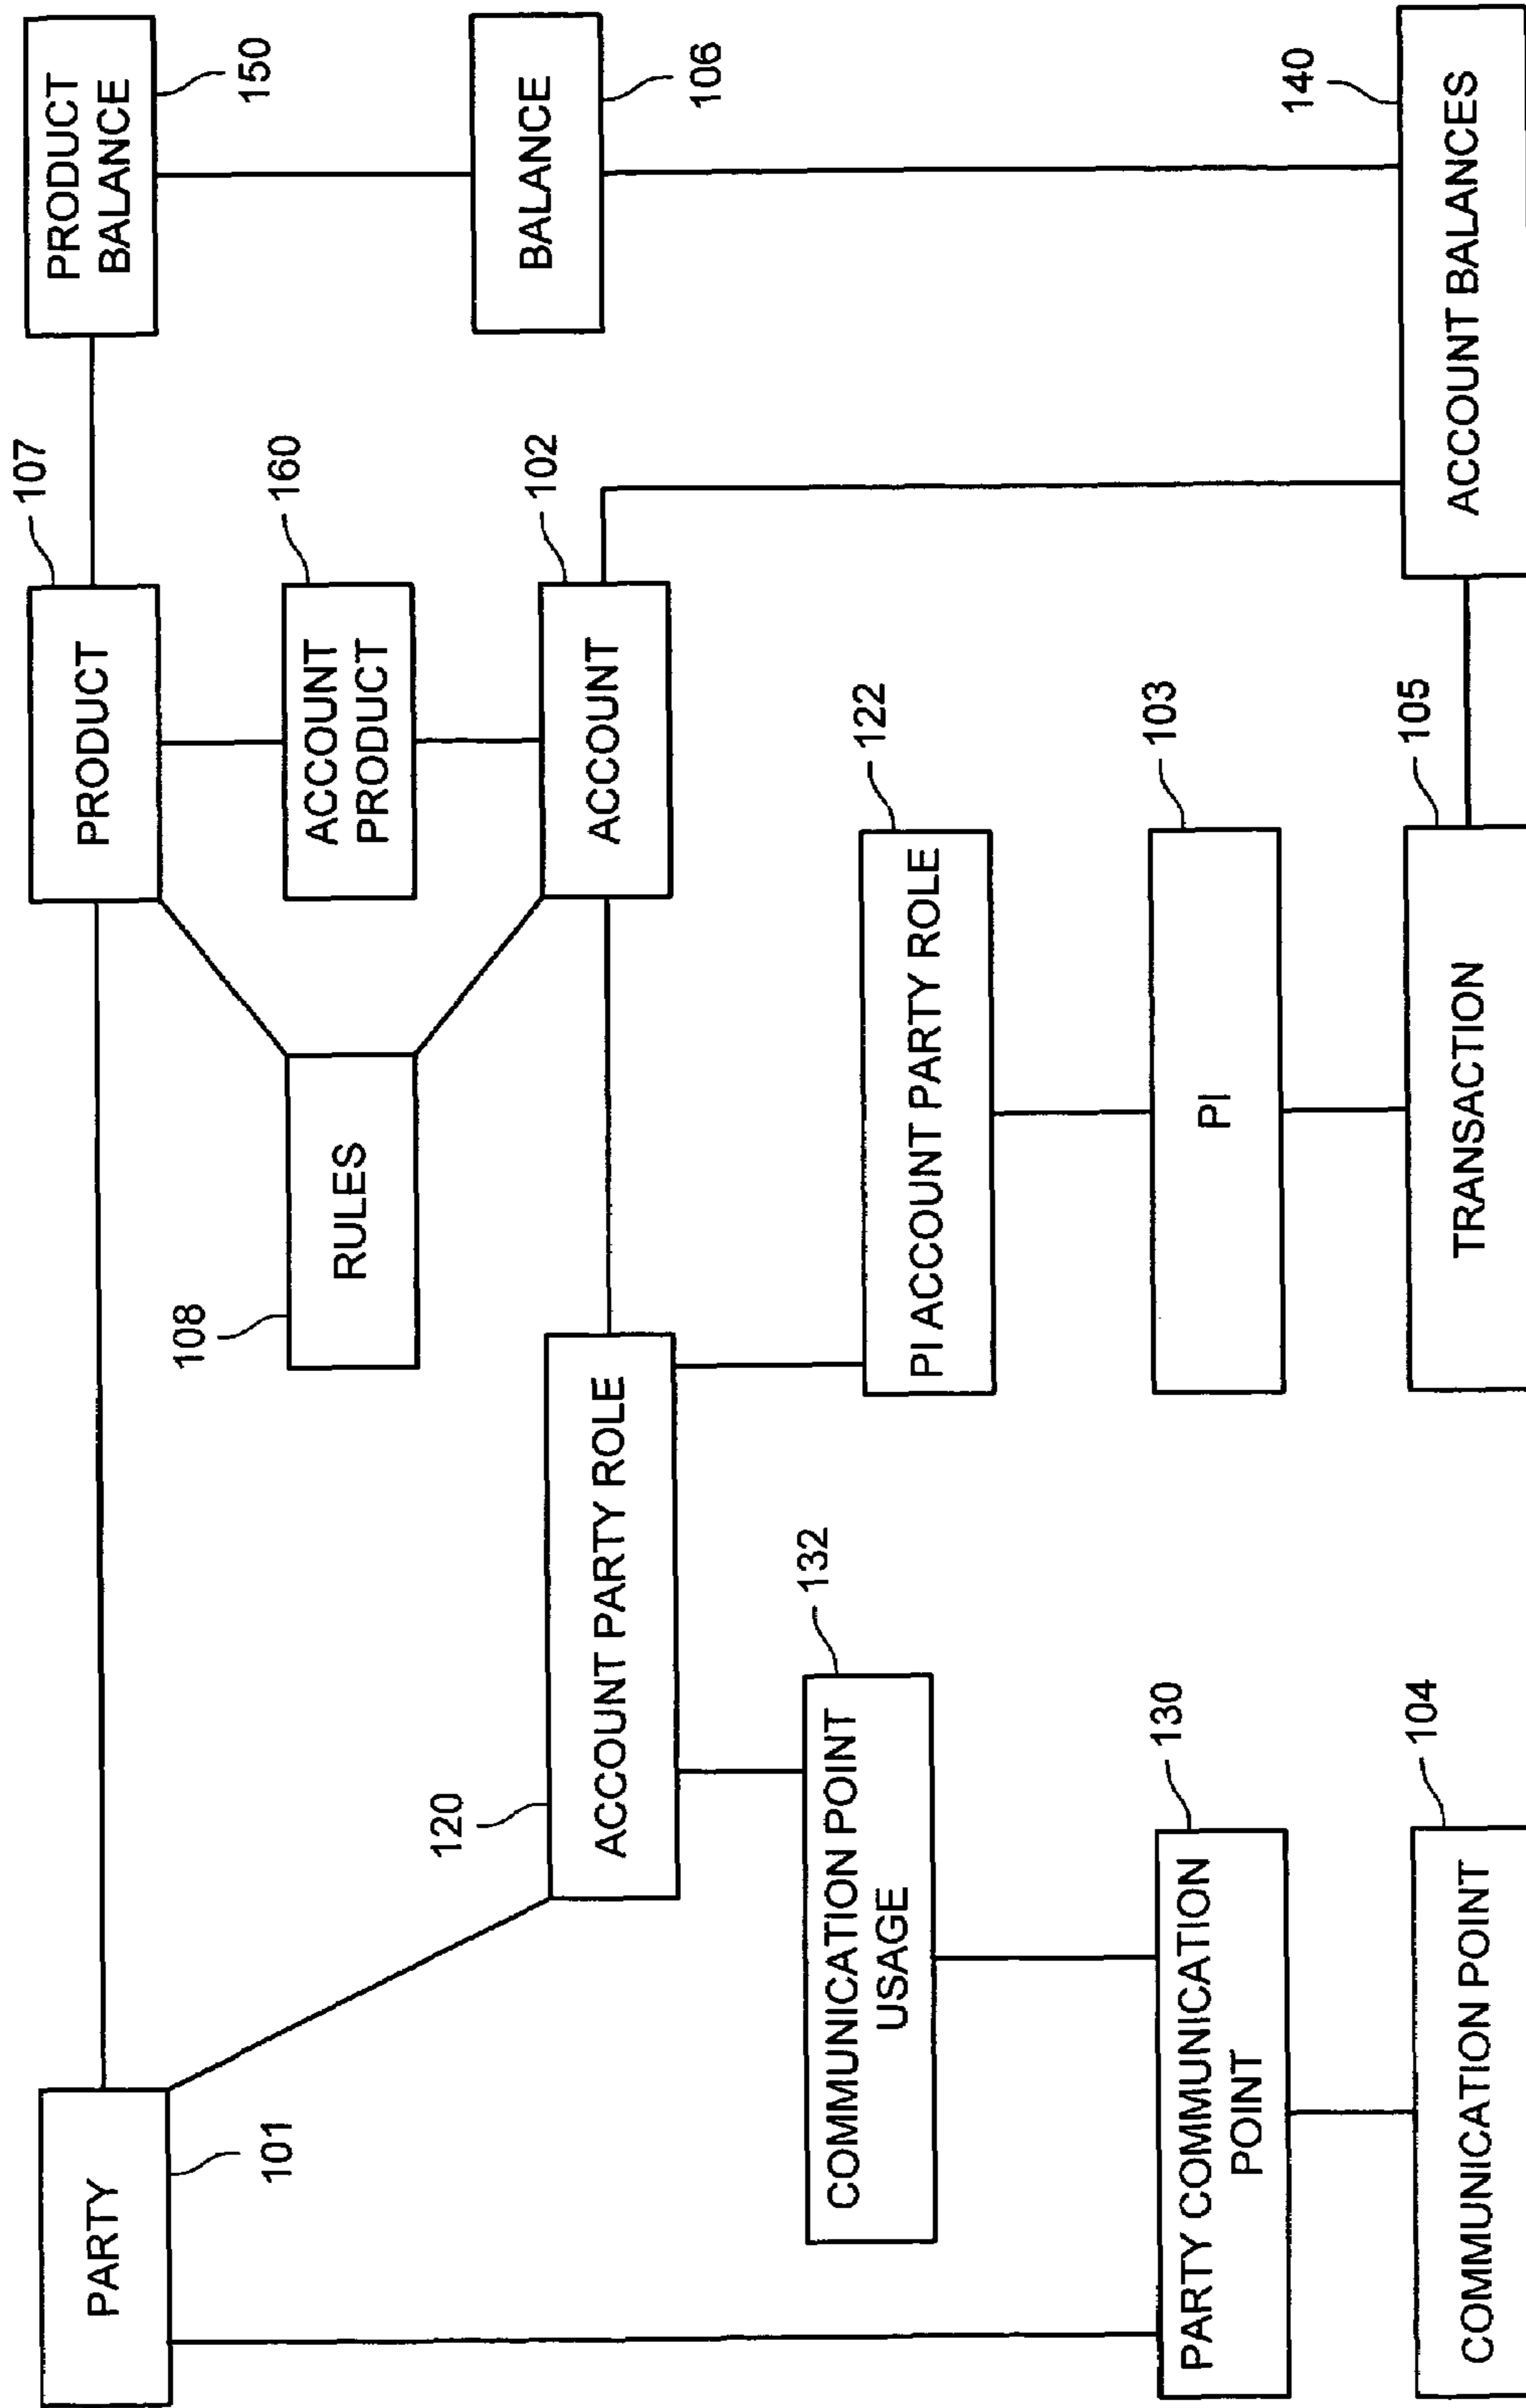 PARTY
101
PRODUCT
107
PRODUCT
BALANCE
150
108
RULES
ACCOUNT
PRODUCT
160
120
ACCOUNT PARTY ROLE
ACCOUNT
102
BALANCE
106
COMMUNICATION POINT
USAGE
132
PI ACCOUNT PARTY ROLE
122
PARTY COMMUNICATION
POINT
130
PI
103
COMMUNICATION POINT
104
TRANSACTION
105
ACCOUNT BALANCES
140